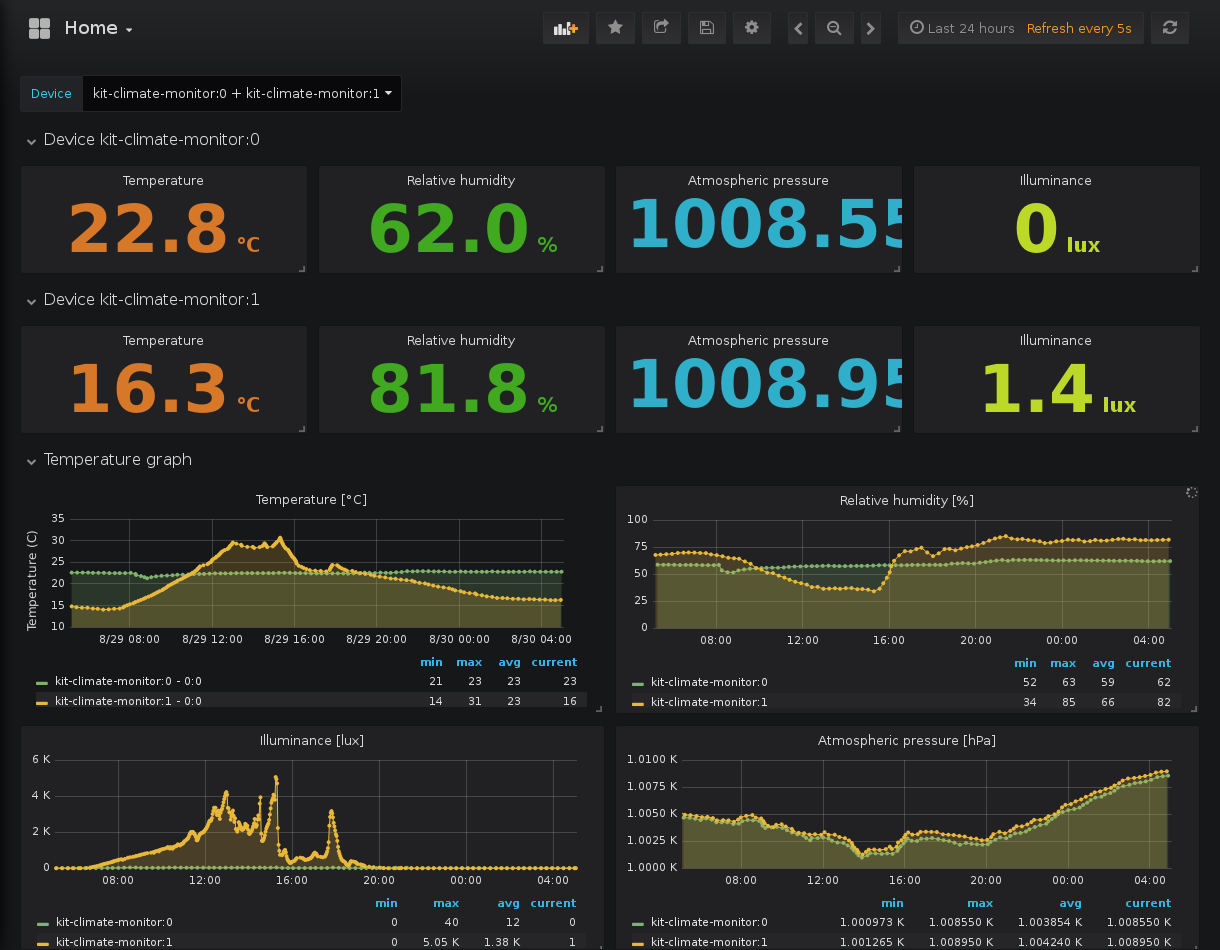 Home
Last 24 hours Refresh every 5s
Device kit-climate-monitor:0 + kit-climate-monitor:1
Device kit-climate-monitor:0
Temperature Relative humidity Atmospheric pressure Illuminance
22.8 °C 62.0 % 1008.55 0 lux
Device kit-climate-monitor:1
Temperature Relative humidity Atmospheric pressure Illuminance
16.3 °C 81.8 % 1008.95 1.4 lux
Temperature graph
Temperature [°C]
Temperature (C)
35
30
25
20
15
10
8/29 08:00 8/29 12:00 8/29 16:00 8/29 20:00 8/30 00:00 8/30 04:00
min max avg current
kit-climate-monitor:0 - 0:0 21 23 23 23
kit-climate-monitor:1 - 0:0 14 31 23 16
Relative humidity [%]
100
75
50
25
0
08:00 12:00 16:00 20:00 00:00 04:00
min max avg current
kit-climate-monitor:0 52 63 59 62
kit-climate-monitor:1 34 85 66 82
Illuminance [lux]
6 K
4 K
2 K
0
08:00 12:00 16:00 20:00 00:00 04:00
min max avg current
kit-climate-monitor:0 0 40 12 0
kit-climate-monitor:1 0 5.05 K 1.38 K 1
Atmospheric pressure [hPa]
1.0100 K
1.0075 K
1.0050 K
1.0025 K
1.0000 K
08:00 12:00 16:00 20:00 00:00 04:00
min max avg current
kit-climate-monitor:0 1.000973 K 1.008550 K 1.003854 K 1.008550 K
kit-climate-monitor:1 1.001265 K 1.008950 K 1.004240 K 1.008950 K